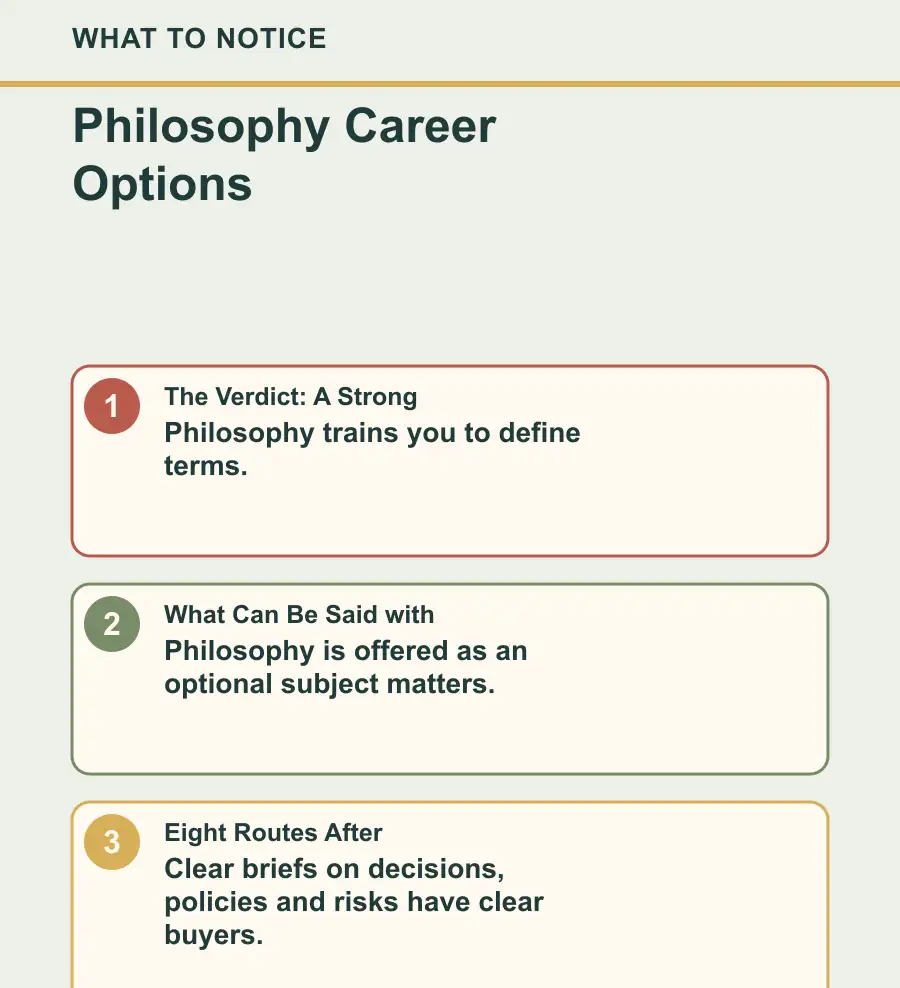 WHAT TO NOTICE
Philosophy Career
Options
1
The Verdict: A Strong
Philosophy trains you to define
terms.
2
What Can Be Said with
Philosophy is offered as an
optional subject matters.
3
Eight Routes After
Clear briefs on decisions,
policies and risks have clear
buyers.